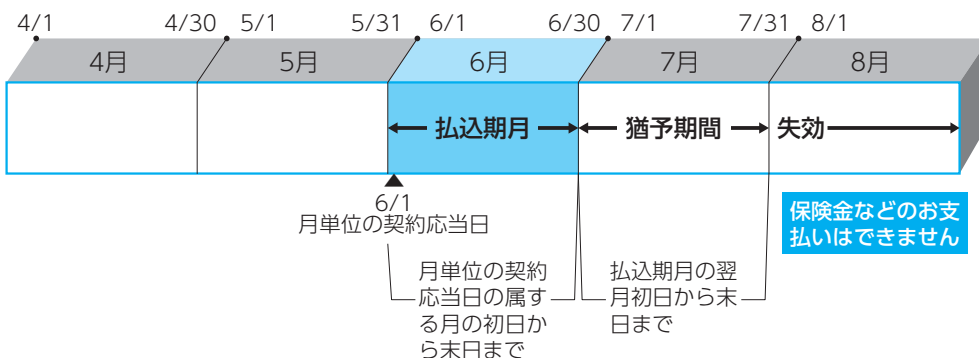 4/1 4/30 5/1 5/31 6/1 6/30 7/1 7/31 8/1
4月 5月 6月 7月 8月
払込期月 猶予期間 失効
6/1
月単位の契約応当日
保険金などのお支
払いはできません
月単位の契約
応当日の属す
る月の初日か
ら末日まで
払込期月の翌
月初日から末
日まで